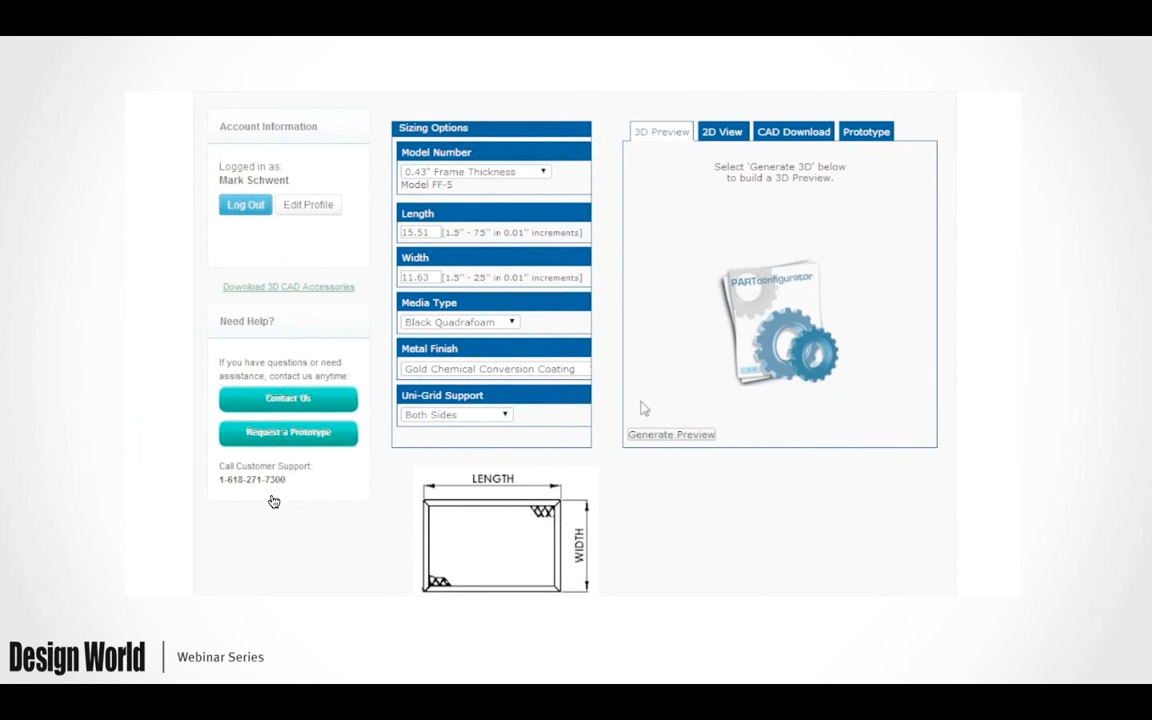 Account Information
Logged in as:
Mark Schwent
Log Out
Edit Profile
Download 3D CAD Accessories
Need Help?
If you have questions or need
assistance, contact us anytime:
Contact Us
Request a Prototype
Call Customer Support:
1-618-271-7300
Sizing Options
Model Number
0.43" Frame Thickness
Model FF-5
Length
15.51 [1.5" - 75" in 0.01" increments]
Width
11.63 [1.5" - 25" in 0.01" increments]
Media Type
Black Quadrafoam
Metal Finish
Gold Chemical Conversion Coating
Uni-Grid Support
Both Sides
LENGTH
WIDTH
3D Preview 2D View CAD Download Prototype
Select 'Generate 3D' below
to build a 3D Preview.
PARTconfigurator
Generate Preview
Design World | Webinar Series